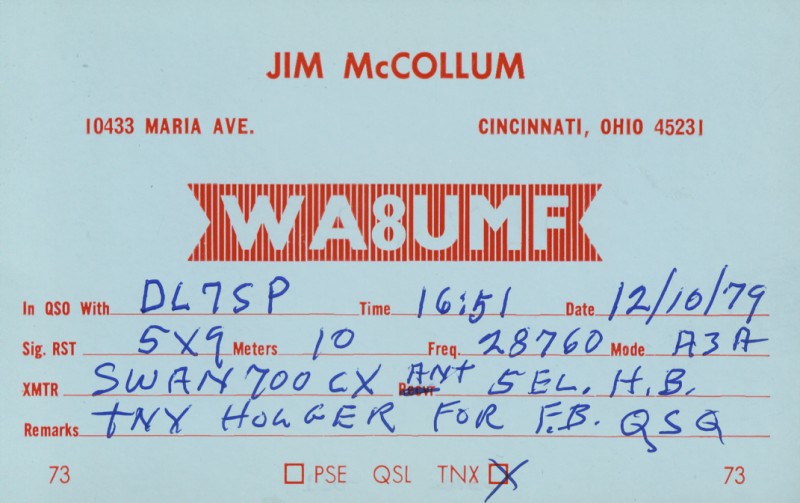 JIM McCOLLUM
10433 MARIA AVE. CINCINNATI, OHIO 45231
WA8UMF
In QSO With DL7SP Time 16:51 Date 12/10/79
Sig. RST 5X9 Meters 10 Freq. 28760 Mode A3A
XMTR SWAN 700 CX Recvr ANT 5 EL. H.B.
Remarks TNX HOLGER FOR F.B. QSO
73 PSE QSL TNX X 73